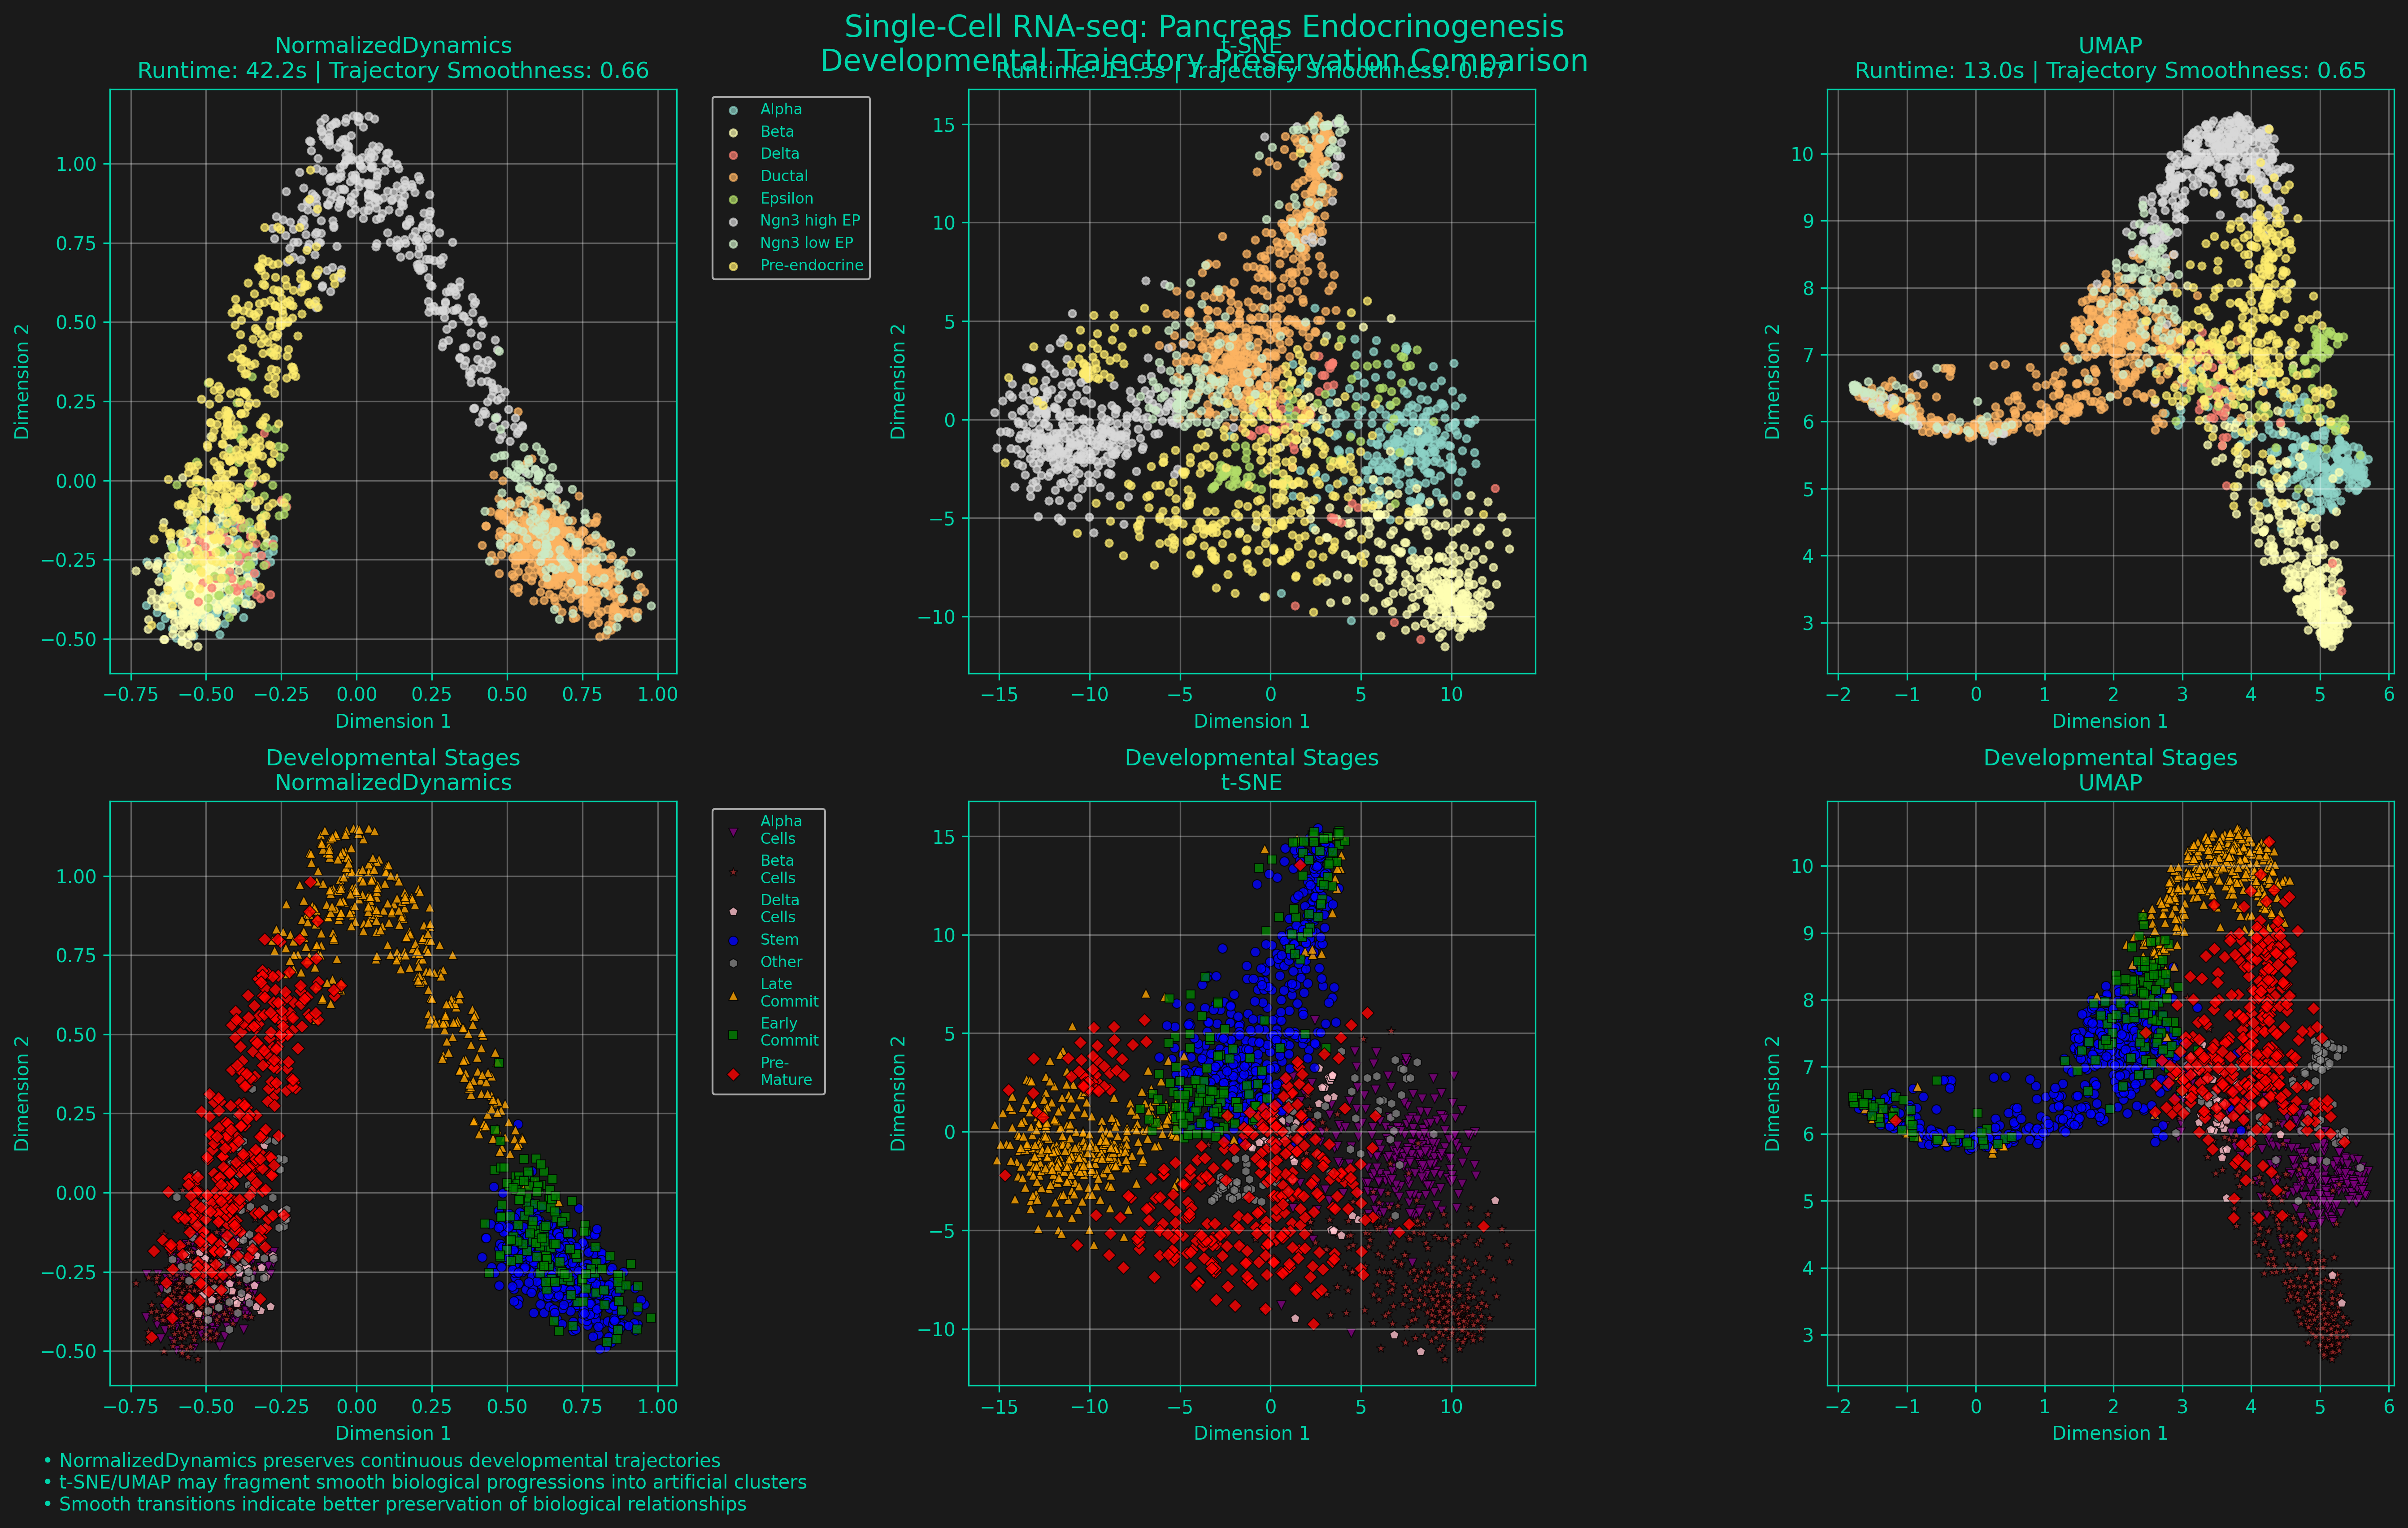 Single-Cell RNA-seq: Pancreas Endocrinogenesis
Developmental Trajectory Preservation Comparison
NormalizedDynamics
Runtime: 42.2s | Trajectory Smoothness: 0.66
1.00
0.75
0.50
0.25
0.00
−0.25
−0.50
Dimension 2
−0.75 −0.50 −0.25 0.00 0.25 0.50 0.75 1.00
Dimension 1
Alpha
Beta
Delta
Ductal
Epsilon
Ngn3 high EP
Ngn3 low EP
Pre-endocrine
t-SNE
Runtime: 11.5s | Trajectory Smoothness: 0.67
15
10
5
0
−5
−10
Dimension 2
−15 −10 −5 0 5 10
Dimension 1
UMAP
Runtime: 13.0s | Trajectory Smoothness: 0.65
10
9
8
7
6
5
4
3
Dimension 2
−2 −1 0 1 2 3 4 5 6
Dimension 1
Developmental Stages
NormalizedDynamics
1.00
0.75
0.50
0.25
0.00
−0.25
−0.50
Dimension 2
−0.75 −0.50 −0.25 0.00 0.25 0.50 0.75 1.00
Dimension 1
Alpha
Cells
Beta
Cells
Delta
Cells
Stem
Other
Late
Commit
Early
Commit
Pre-
Mature
Developmental Stages
t-SNE
15
10
5
0
−5
−10
Dimension 2
−15 −10 −5 0 5 10
Dimension 1
Developmental Stages
UMAP
10
9
8
7
6
5
4
3
Dimension 2
−2 −1 0 1 2 3 4 5 6
Dimension 1
• NormalizedDynamics preserves continuous developmental trajectories
• t-SNE/UMAP may fragment smooth biological progressions into artificial clusters
• Smooth transitions indicate better preservation of biological relationships